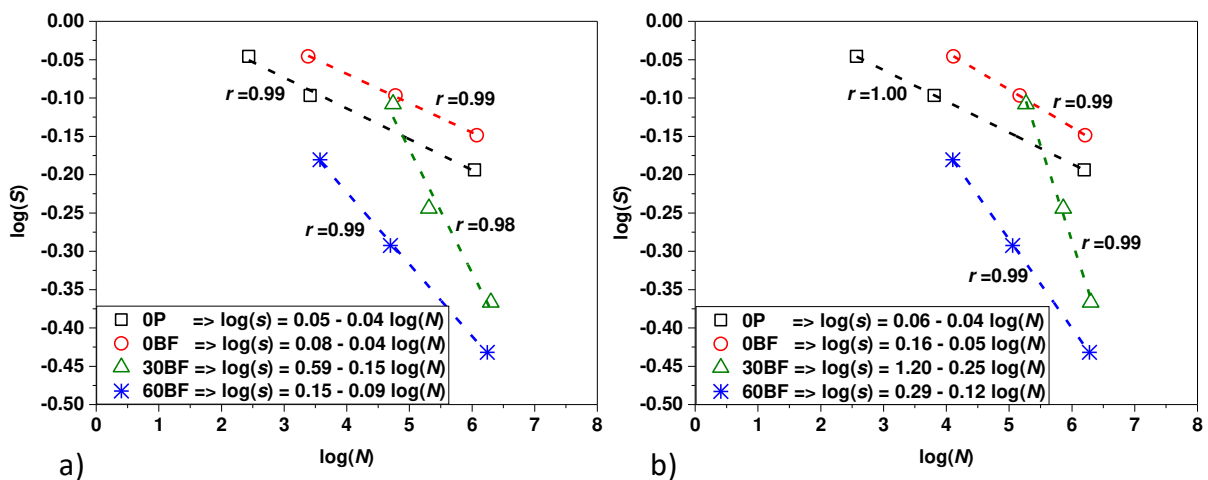 0.00
-0.05
-0.10
-0.15
-0.20
-0.25
-0.30
-0.35
-0.40
-0.45
-0.50
log(S)
r=0.99
r=0.99
r=0.98
r=0.99
0P => log(s) = 0.05 - 0.04 log(N)
0BF => log(s) = 0.08 - 0.04 log(N)
30BF => log(s) = 0.59 - 0.15 log(N)
60BF => log(s) = 0.15 - 0.09 log(N)
0 1 2 3 4 5 6 7 8
log(N)
a)
0.00
-0.05
-0.10
-0.15
-0.20
-0.25
-0.30
-0.35
-0.40
-0.45
-0.50
log(S)
r=1.00
r=0.99
r=0.99
r=0.99
0P => log(s) = 0.06 - 0.04 log(N)
0BF => log(s) = 0.16 - 0.05 log(N)
30BF => log(s) = 1.20 - 0.25 log(N)
60BF => log(s) = 0.29 - 0.12 log(N)
0 1 2 3 4 5 6 7 8
log(N)
b)